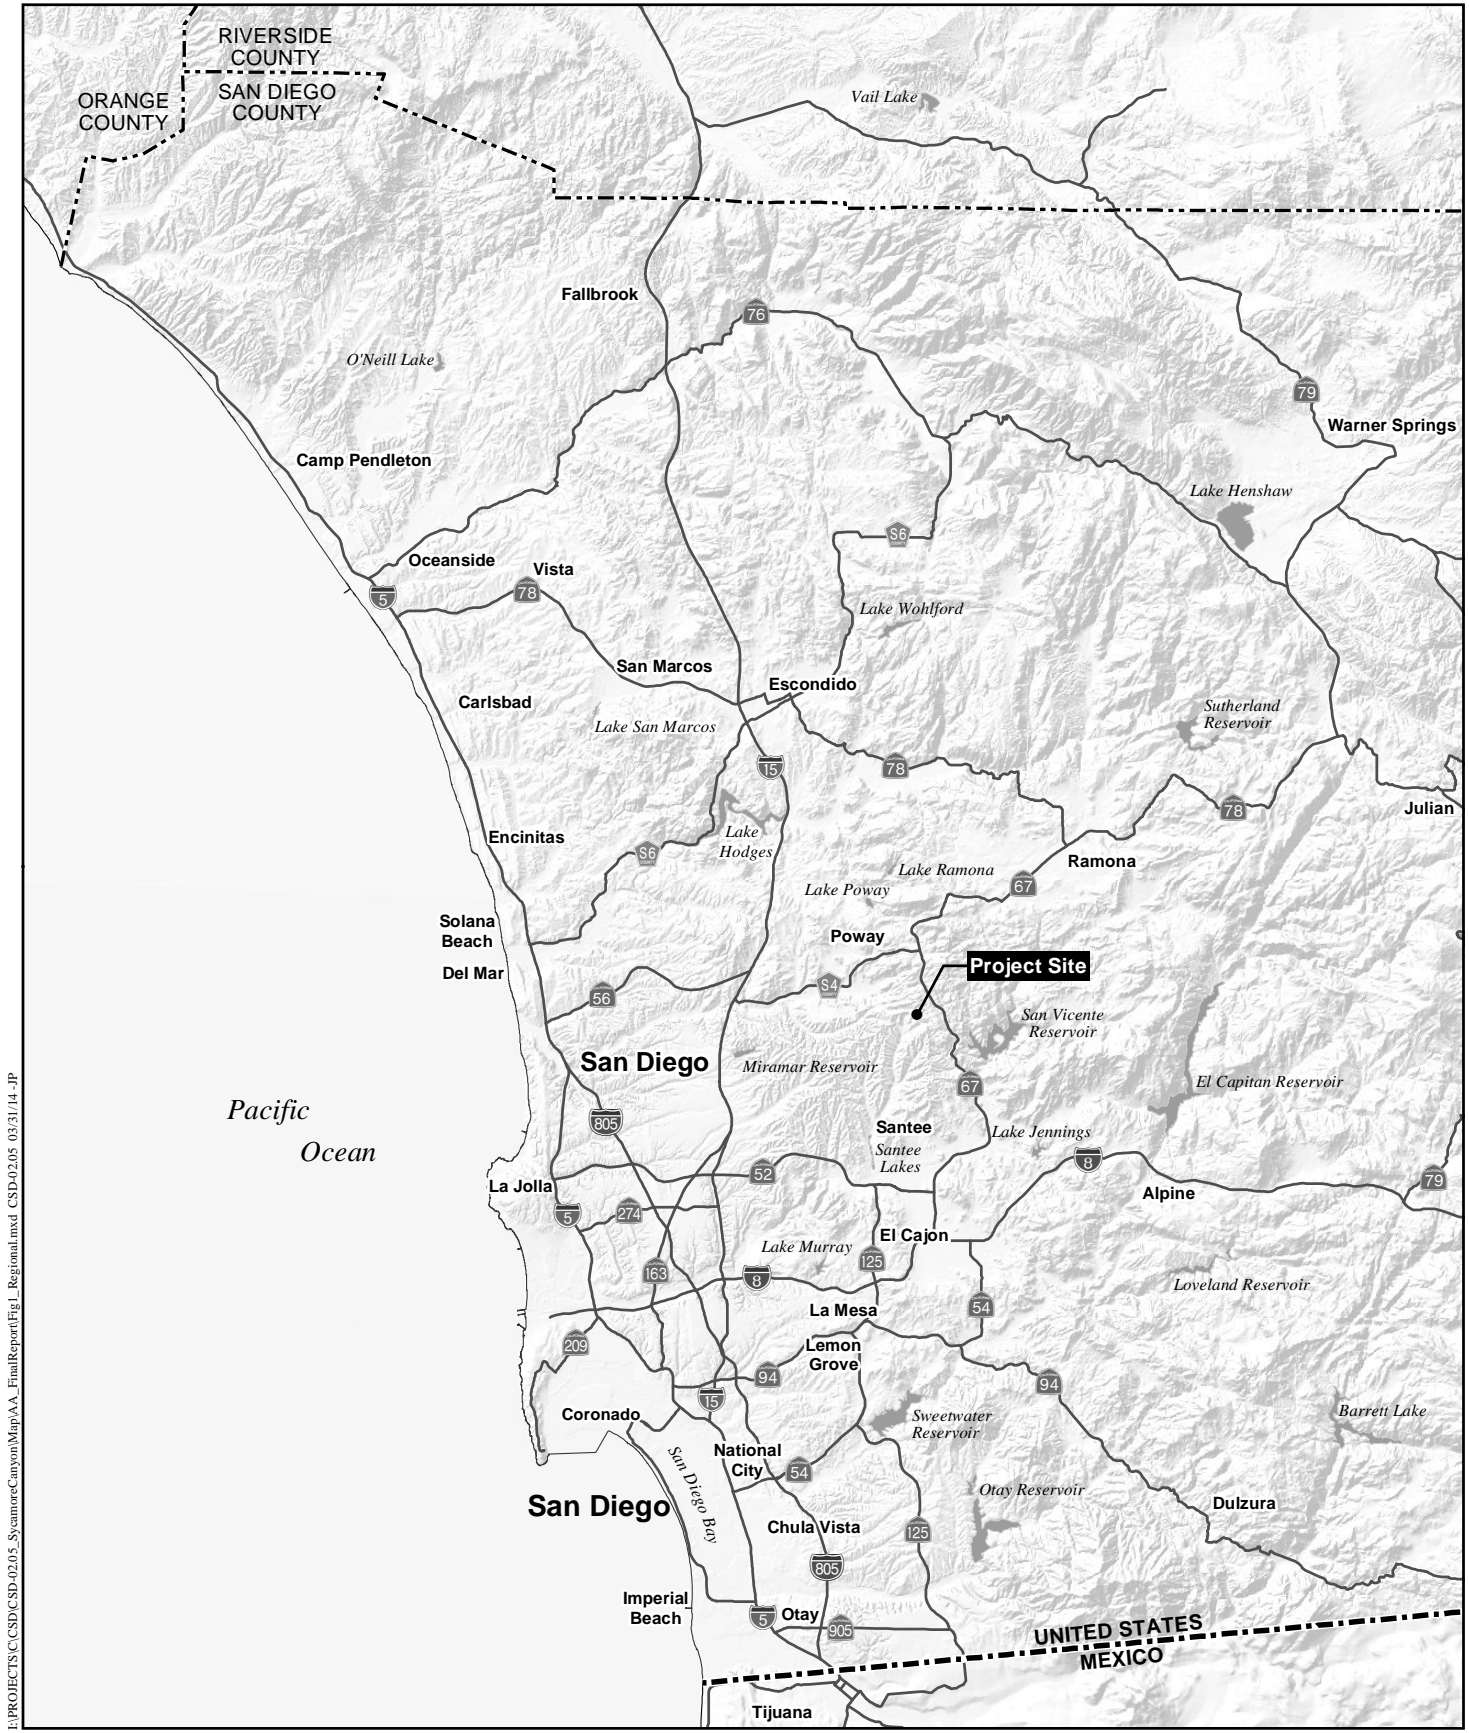 RIVERSIDE
COUNTY
ORANGE
COUNTY
SAN DIEGO
COUNTY
Vail Lake
Fallbrook
76
O'Neill Lake
79
Warner Springs
Camp Pendleton
Lake Henshaw
S6
COUNTY
Oceanside
Vista
5
78
Lake Wohlford
San Marcos
Escondido
Carlsbad
Lake San Marcos
Sutherland
Reservoir
15
78
78
Julian
Encinitas
Lake
Hodges
S6
COUNTY
Ramona
Lake Ramona
67
Lake Poway
Solana
Beach
Poway
Del Mar
Project Site
S4
COUNTY
56
San Vicente
Reservoir
San Diego
Miramar Reservoir
67
El Capitan Reservoir
Pacific
Ocean
805
Santee
Santee
Lakes
Lake Jennings
8
52
79
La Jolla
Alpine
5
274
El Cajon
Lake Murray
125
163
8
Loveland Reservoir
La Mesa
54
209
Lemon
Grove
94
94
15
Coronado
Sweetwater
Reservoir
Barrett Lake
National
City
54
San Diego Bay
Otay Reservoir
San Diego
Dulzura
Chula Vista
125
805
Imperial
Beach
5
Otay
905
UNITED STATES
MEXICO
Tijuana
I:\PROJECTS\C\CSD\CSD-02.05_SycamoreCanyon\Map\AA_FinalReport\Fig1_Regional.mxd CSD-02.05 03/31/14 -JP